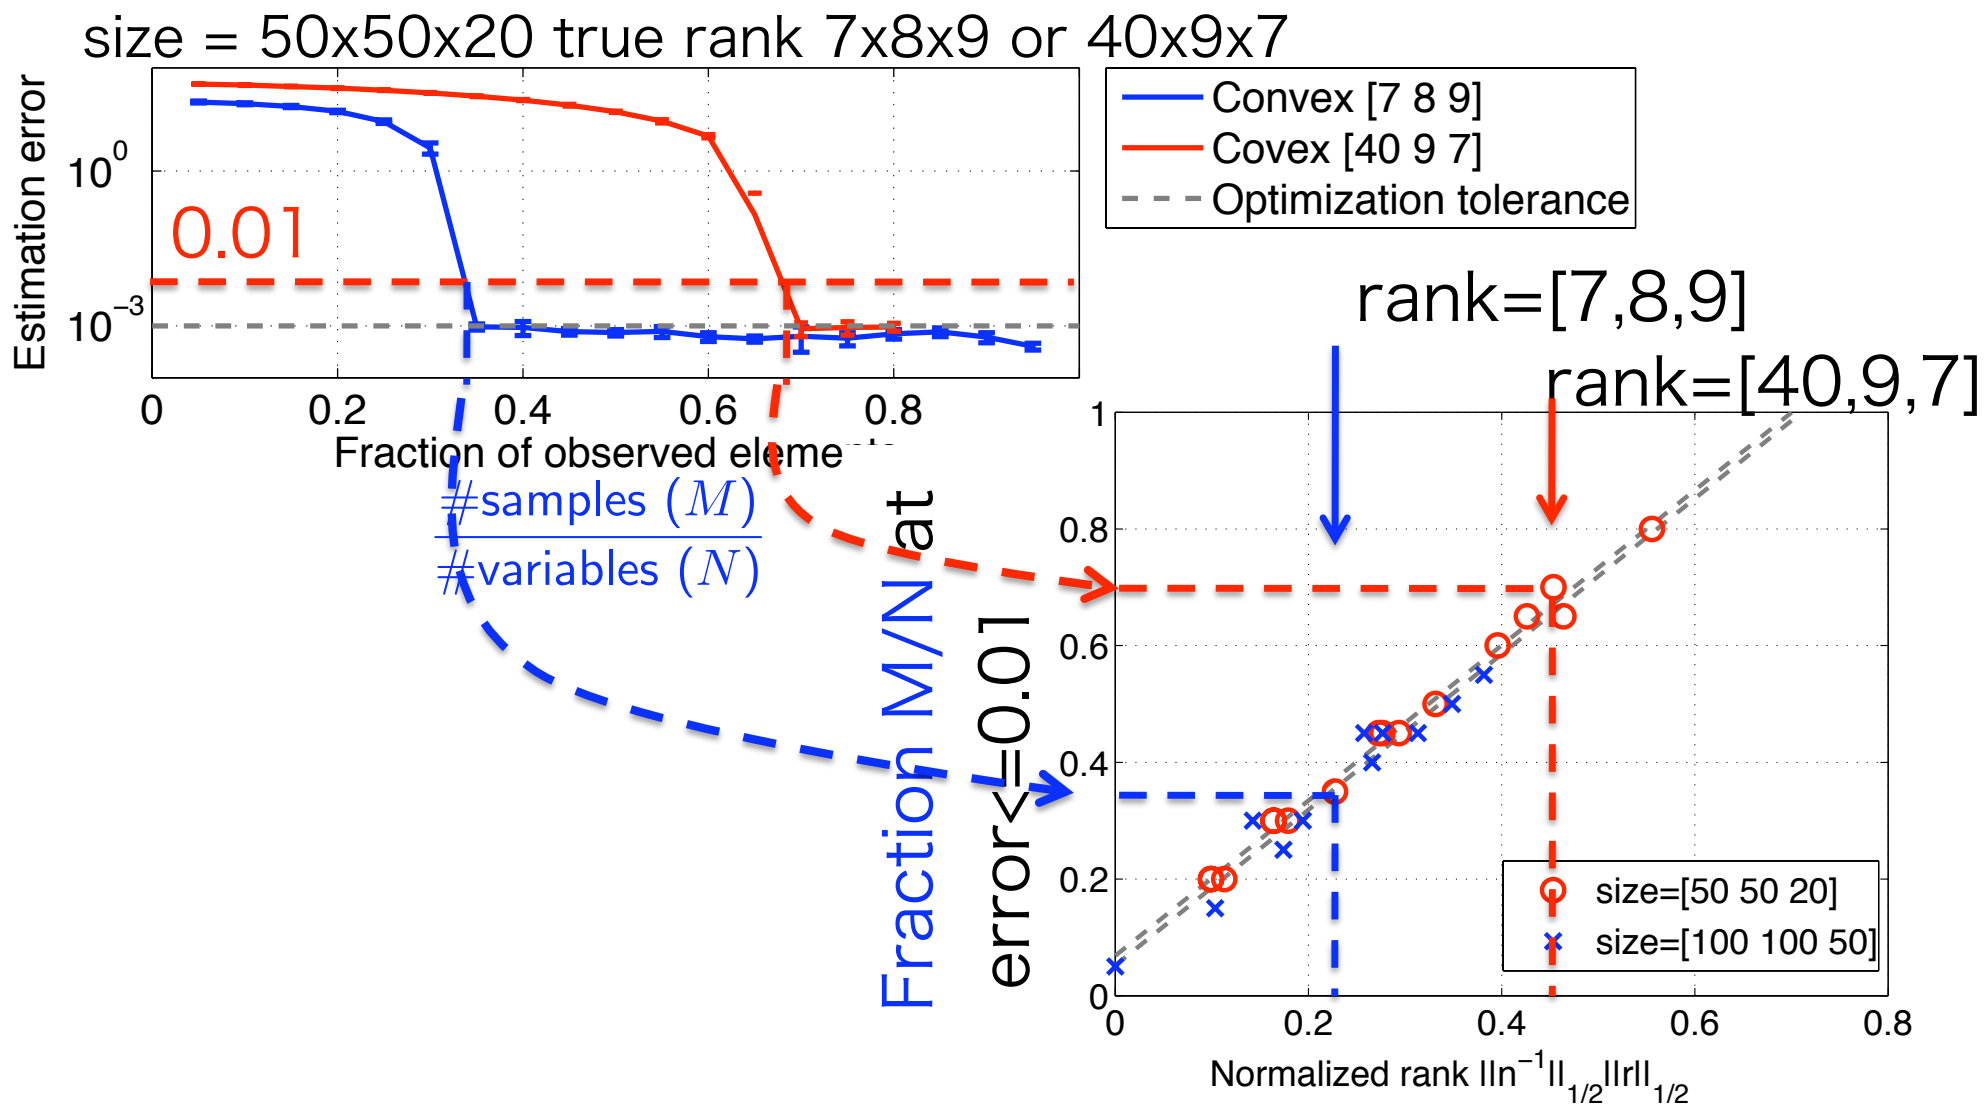 size = 50x50x20 true rank 7x8x9 or 40x9x7
Estimation error
10^0
10^−3
0.01
0 0.2 0.4 0.6 0.8
Fraction of observed eleme
Convex [7 8 9]
Covex [40 9 7]
Optimization tolerance
#samples (M)
#variables (N)
rank=[7,8,9]
rank=[40,9,7]
Fraction M/N at
error<=0.01
1
0.8
0.6
0.4
0.2
0
0 0.2 0.4 0.6 0.8
size=[50 50 20]
size=[100 100 50]
Normalized rank ||n^−1||_1/2||r||_1/2